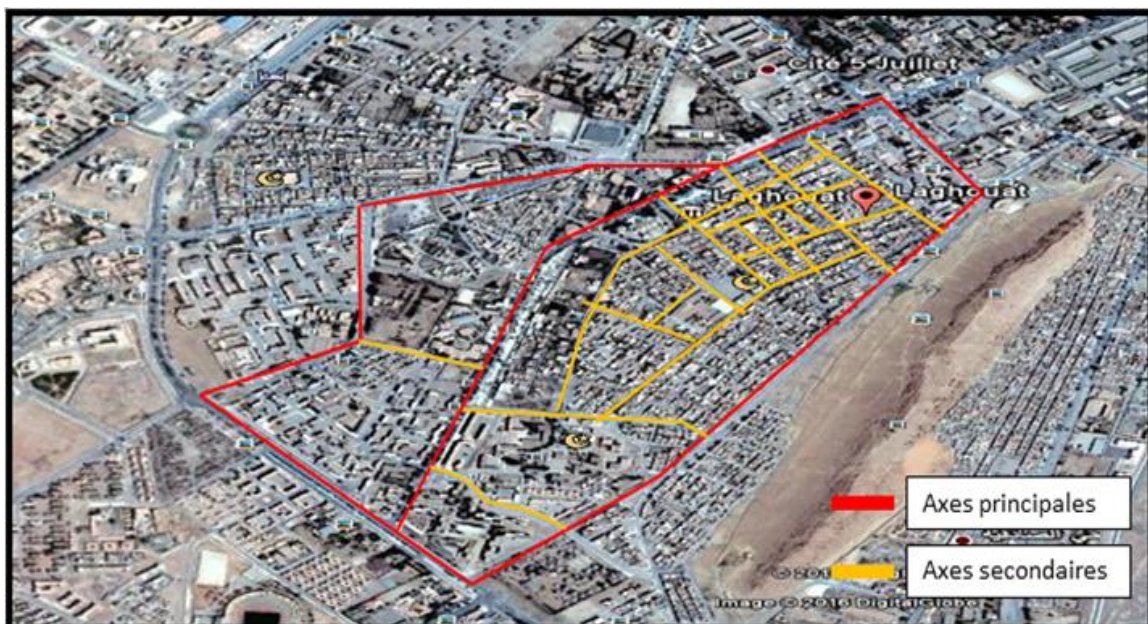 Cité 5 Juillet
Laghouat
Laghouat
Axes principales
Axes secondaires
Image © 2016 DigitalGlobe